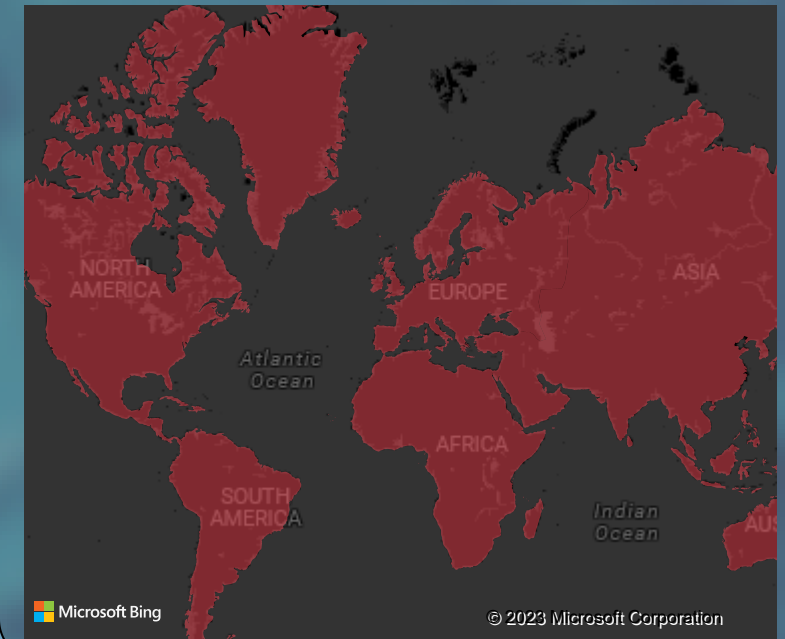 NORTH
AMERICA
EUROPE
ASIA
Atlantic
Ocean
AFRICA
SOUTH
AMERICA
Indian
Ocean
AUS
Microsoft Bing
© 2023 Microsoft Corporation